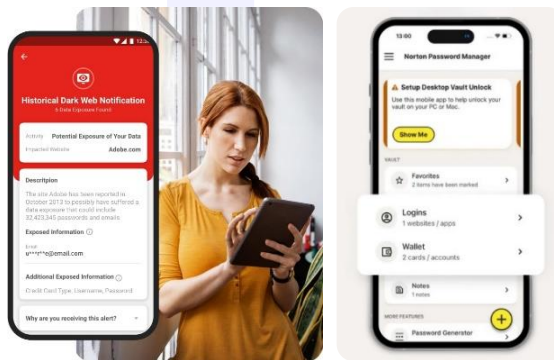 Historical Dark Web Notification
A Data Exposure Found
Activity Potential Exposure of Your Data
Impacted Website Adobe.com
Description
The site Adobe has been reported in
October 2013 to possibly have suffered a
data exposure that could include
32,423,345 passwords and emails
Exposed Information
Email
u***r**e@email.com
Additional Exposed Information
Credit Card Type, Username, Password
Why are you receiving this alert?
13:00
Norton Password Manager
Setup Desktop Vault Unlock
Use this mobile app to help unlock your
vault on your PC or Mac.
Show Me
VAULT
Favorites
2 items have been marked
Logins
1 websites / apps
Wallet
2 cards / accounts
Notes
1 notes
MORE FEATURES
Password Generator